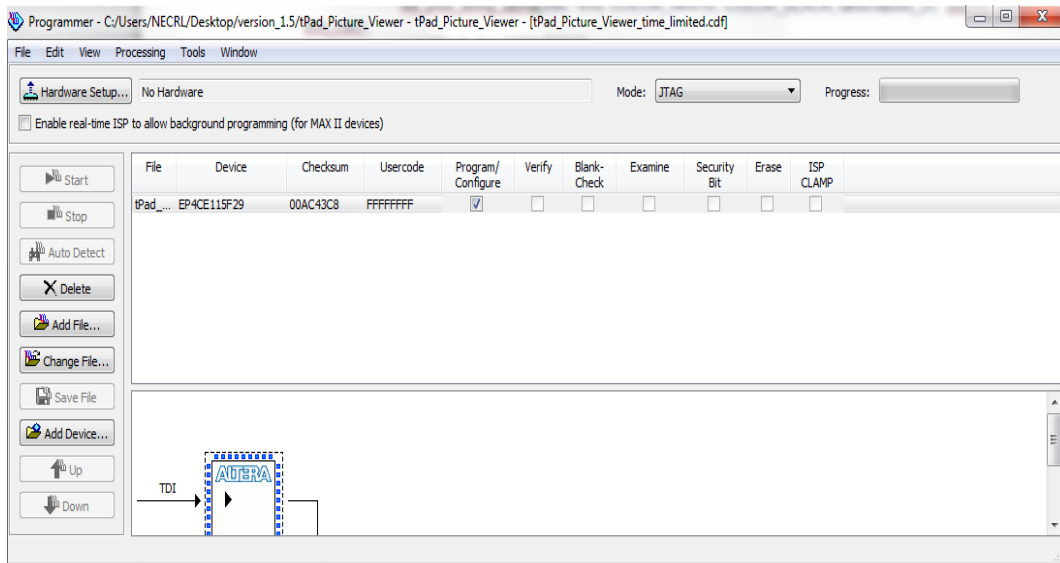 Programmer - C:/Users/NECRL/Desktop/version_1.5/tPad_Picture_Viewer - tPad_Picture_Viewer - [tPad_Picture_Viewer_time_limited.cdf]
File Edit View Processing Tools Window
Hardware Setup... No Hardware Mode: JTAG Progress:
Enable real-time ISP to allow background programming (for MAX II devices)
File Device Checksum Usercode Program/ Verify Blank- Examine Security Erase ISP
Configure Check Bit CLAMP
tPad_... EP4CE115F29 00AC43C8 FFFFFFFF
Start
Stop
Auto Detect
Delete
Add File...
Change File...
Save File
Add Device...
Up
Down
ALTERA
TDI